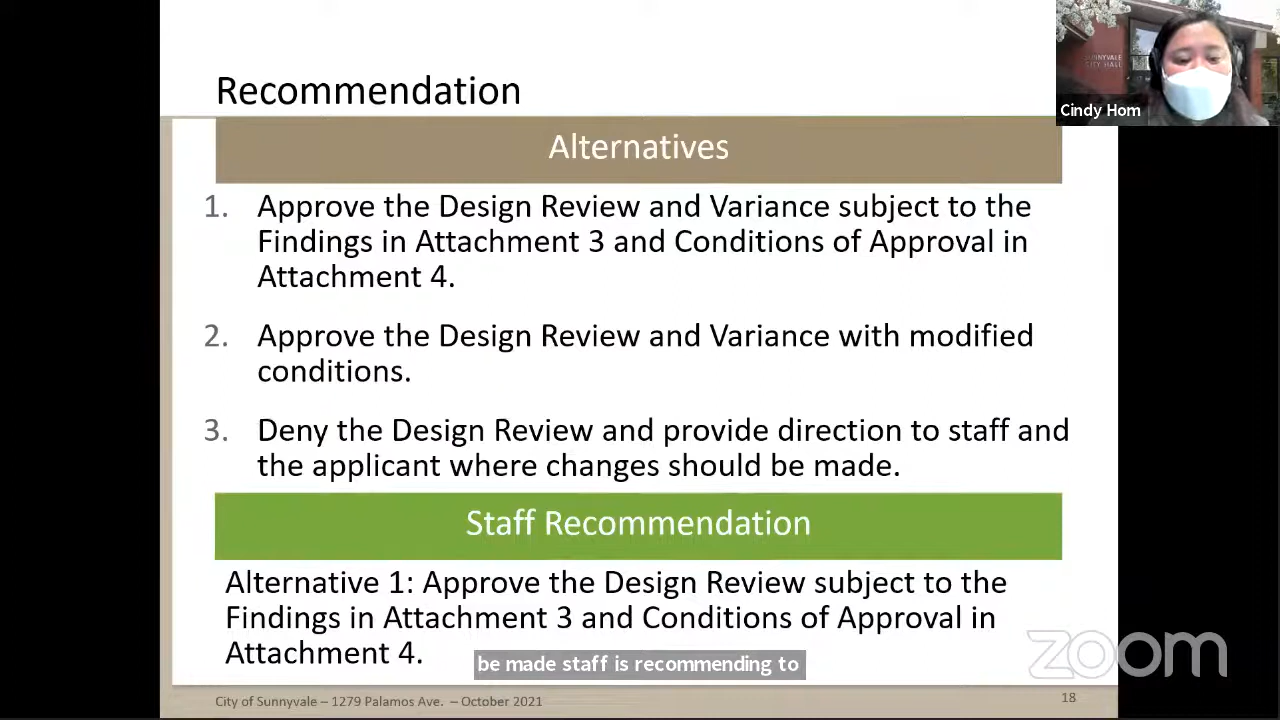 Recommendation
SUNNYVALE
CITY HALL
Cindy Hom
Alternatives
1. Approve the Design Review and Variance subject to the
Findings in Attachment 3 and Conditions of Approval in
Attachment 4.
2. Approve the Design Review and Variance with modified
conditions.
3. Deny the Design Review and provide direction to staff and
the applicant where changes should be made.
Staff Recommendation
Alternative 1: Approve the Design Review subject to the
Findings in Attachment 3 and Conditions of Approval in
Attachment 4.
be made staff is recommending to
zoom
City of Sunnyvale – 1279 Palamos Ave. – October 2021
18